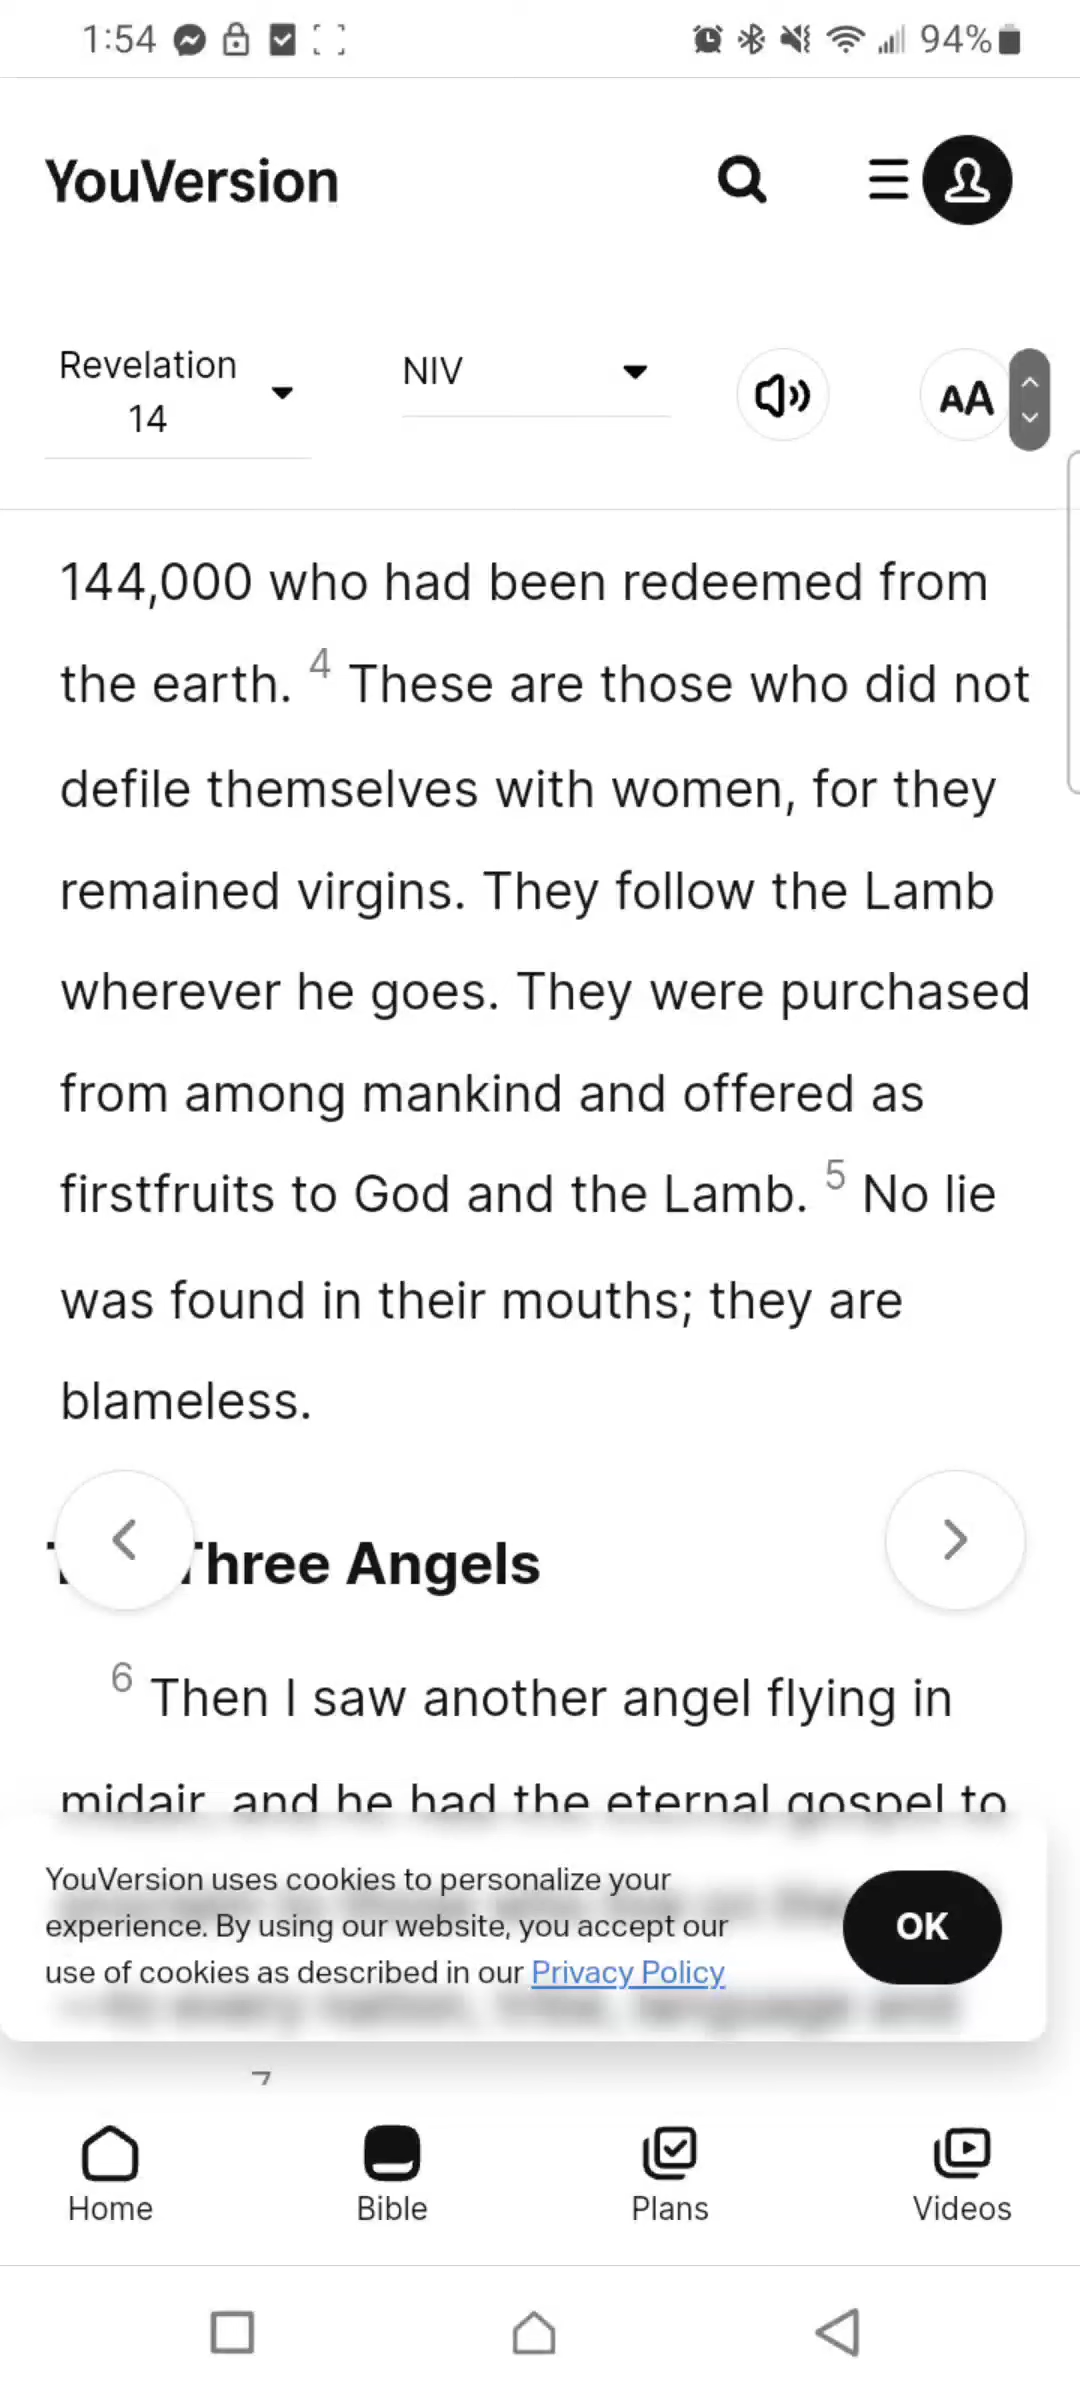 1:54 94%
YouVersion
Revelation
14
NIV
AA
144,000 who had been redeemed from
the earth. 4 These are those who did not
defile themselves with women, for they
remained virgins. They follow the Lamb
wherever he goes. They were purchased
from among mankind and offered as
firstfruits to God and the Lamb. 5 No lie
was found in their mouths; they are
blameless.
Three Angels
6 Then I saw another angel flying in
midair, and he had the eternal gospel to
YouVersion uses cookies to personalize your
experience. By using our website, you accept our
use of cookies as described in our Privacy Policy
OK
7
Home Bible Plans Videos